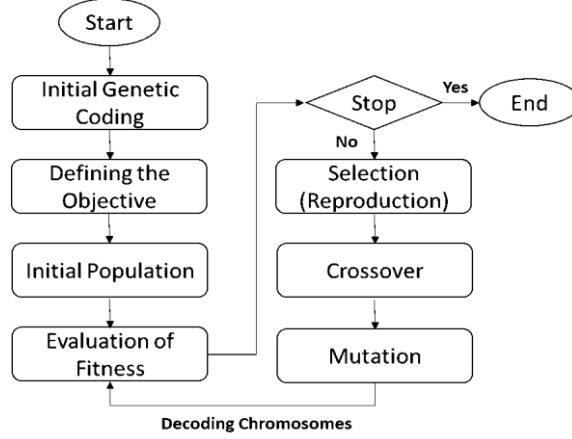 Start
Initial Genetic
Coding
Defining the
Objective
Initial Population
Evaluation of
Fitness
Stop
Yes
End
No
Selection
(Reproduction)
Crossover
Mutation
Decoding Chromosomes